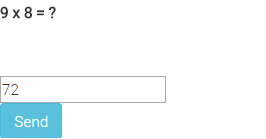 9 x 8 = ?
72
Send